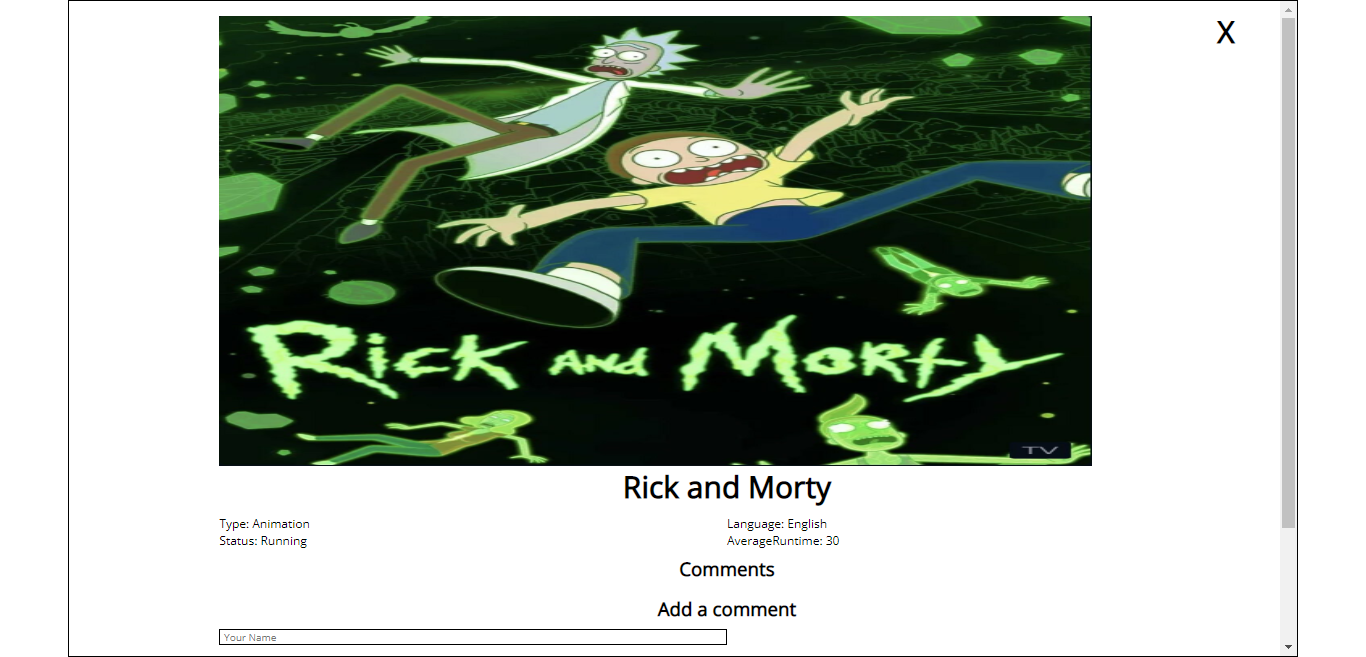 X
Rick and Morty
TV
Rick and Morty
Type: Animation
Language: English
Status: Running
AverageRuntime: 30
Comments
Add a comment
Your Name